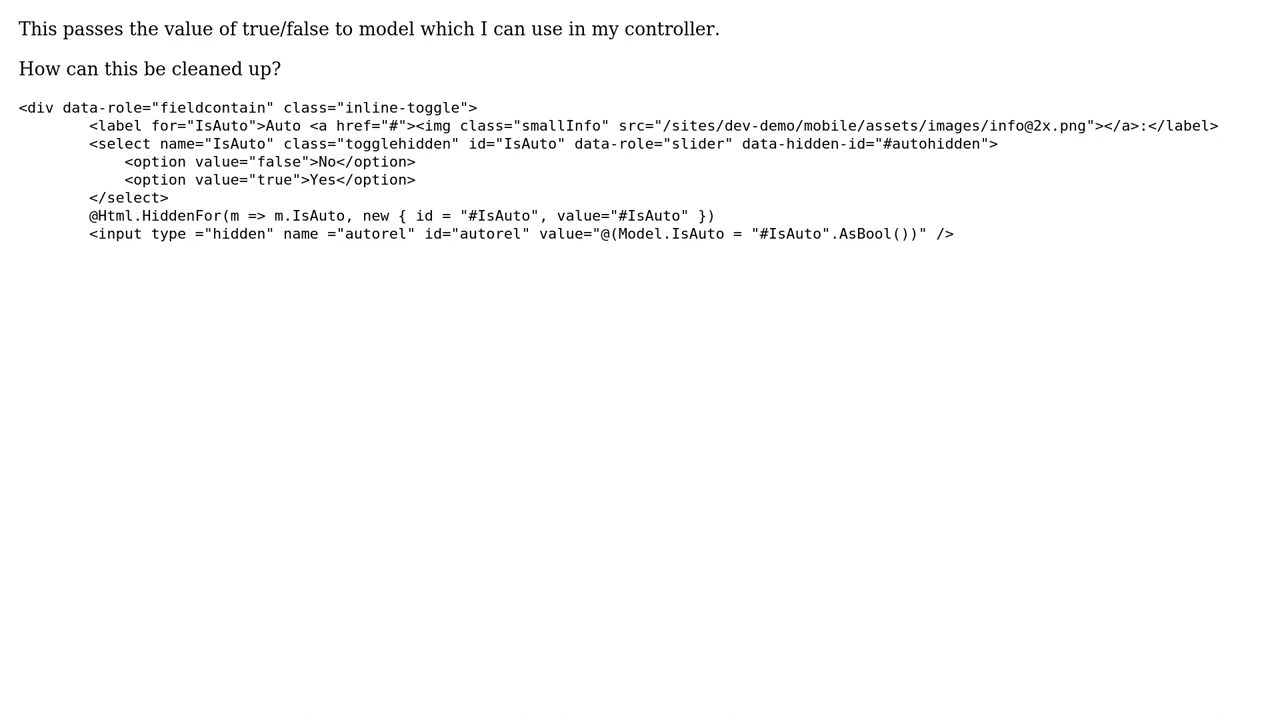 This passes the value of true/false to model which I can use in my controller.
How can this be cleaned up?
<div data-role="fieldcontain" class="inline-toggle">
        <label for="IsAuto">Auto <a href="#"><img class="smallInfo" src="/sites/dev-demo/mobile/assets/images/info@2x.png"></a>:</label>
        <select name="IsAuto" class="togglehidden" id="IsAuto" data-role="slider" data-hidden-id="#autohidden">
            <option value="false">No</option>
            <option value="true">Yes</option>
        </select>
        @Html.HiddenFor(m => m.IsAuto, new { id = "#IsAuto", value="#IsAuto" })
        <input type ="hidden" name ="autorel" id="autorel" value="@(Model.IsAuto = "#IsAuto".AsBool())" />